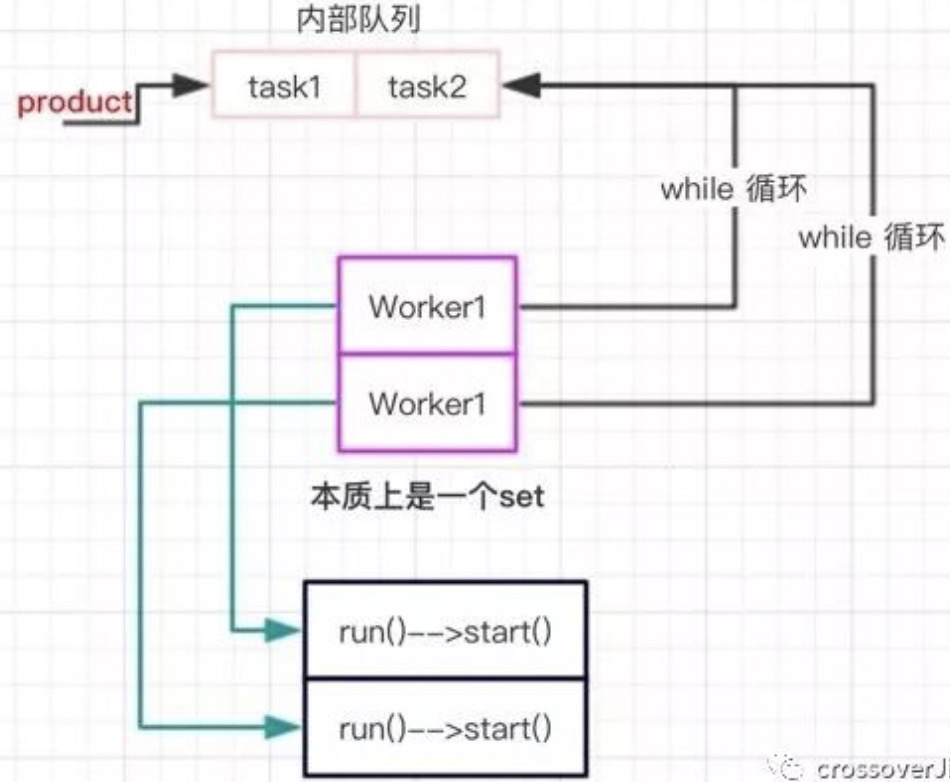 内部队列
product
task1
task2
while 循环
while 循环
Worker1
Worker1
本质上是一个set
run()-->start()
run()-->start()
crossoverJ